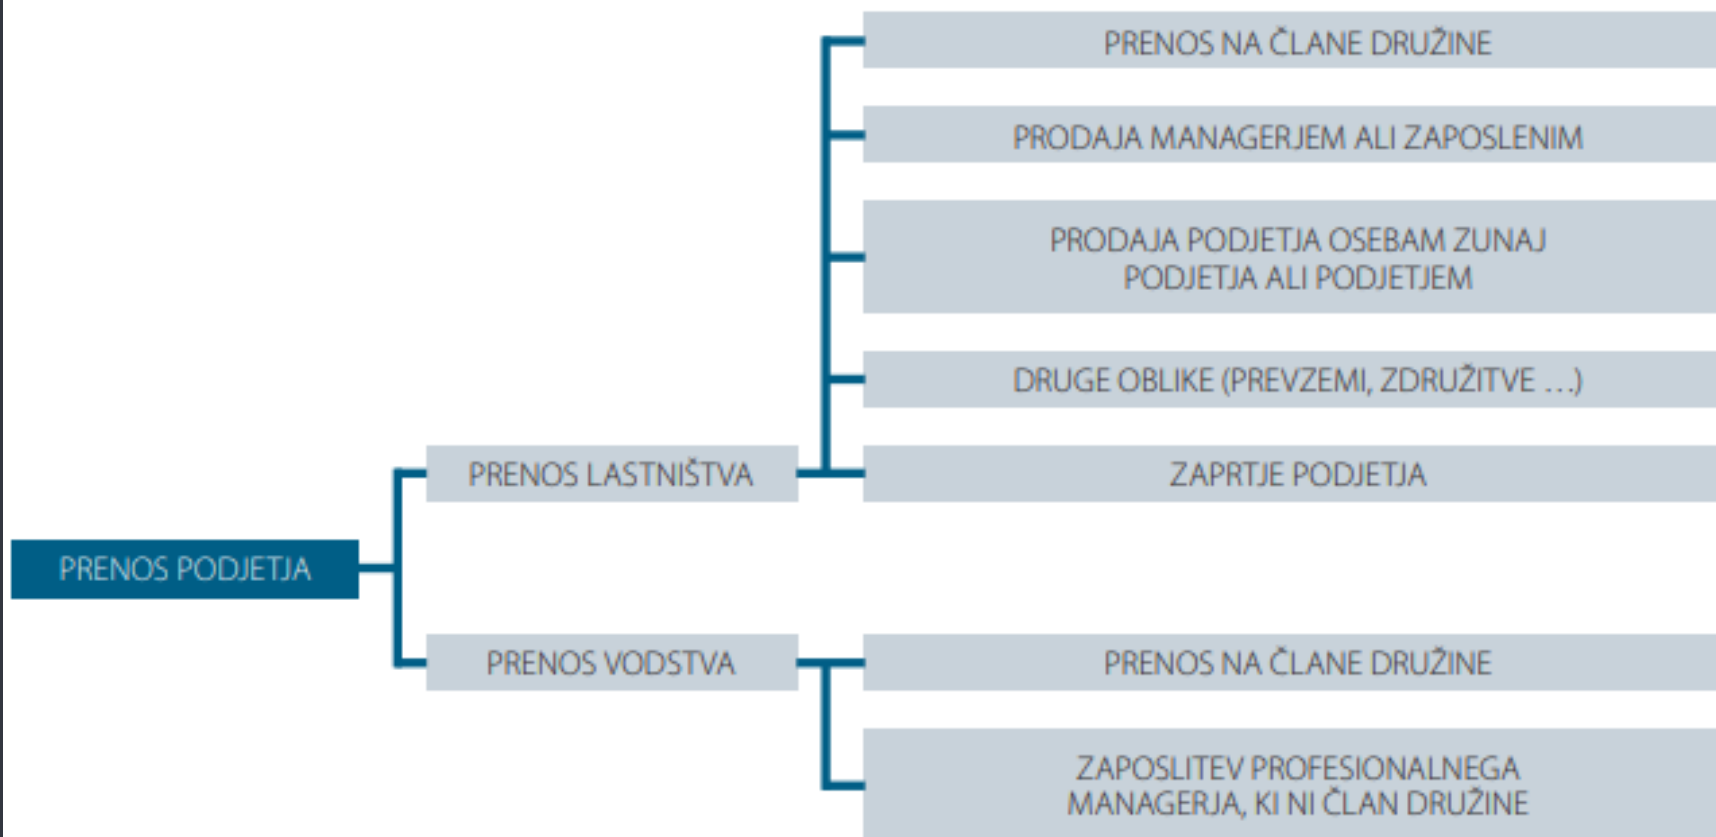 PRENOS NA ČLANE DRUŽINE
PRODAJA MANAGERJEM ALI ZAPOSLENIM
PRODAJA PODJETJA OSEBAM ZUNAJ
PODJETJA ALI PODJETJEM
DRUGE OBLIKE (PREVZEMI, ZDRUŽITVE …)
PRENOS LASTNIŠTVA
ZAPRTJE PODJETJA
PRENOS PODJETJA
PRENOS VODSTVA
PRENOS NA ČLANE DRUŽINE
ZAPOSLITEV PROFESIONALNEGA
MANAGERJA, KI NI ČLAN DRUŽINE